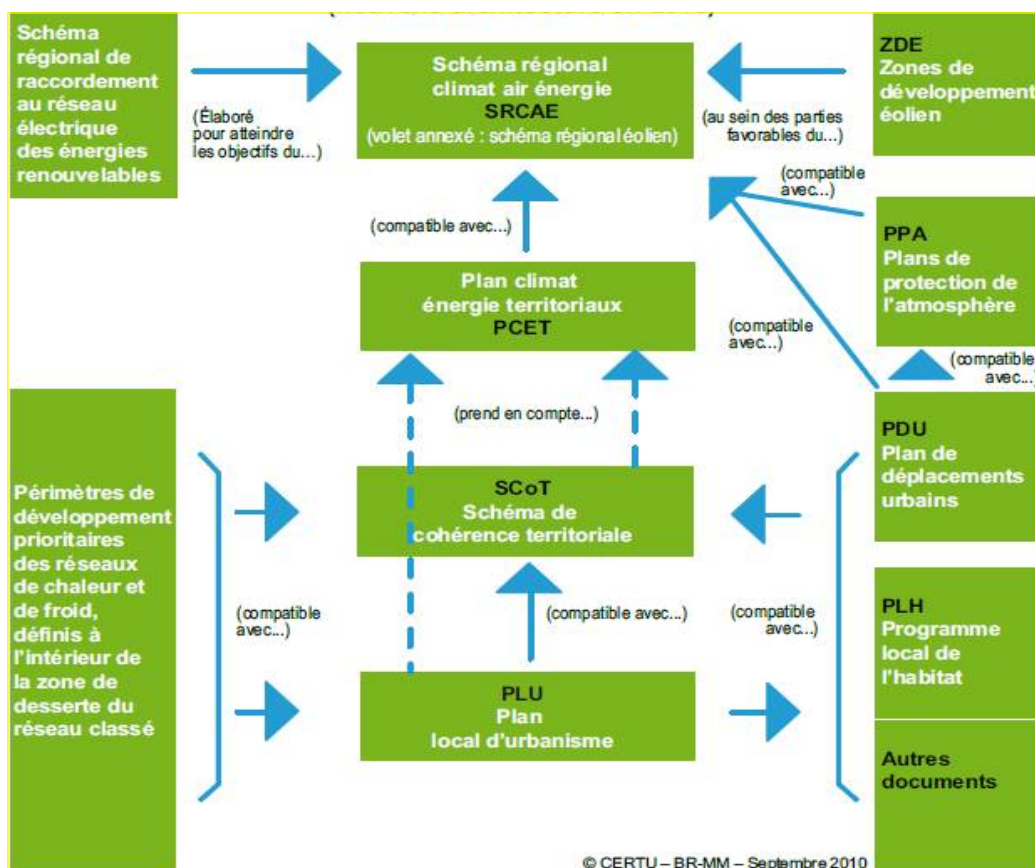 Schéma
régional de
raccordement
au réseau
électrique
des énergies
renouvelables
(Élaboré
pour atteindre
les objectifs du...)
Schéma régional
climat air énergie
SRCAE
(volet annexé : schéma régional éolien)
(au sein des parties
favorables du...)
ZDE
Zones de
développement
éolien
(compatible
avec...)
(compatible avec...)
PPA
Plans de
protection de
l'atmosphère
Plan climat
énergie territoriaux
PCET
(compatible
avec...)
(compatible
avec...)
(prend en compte...)
PDU
Plan de
déplacements
urbains
Périmètres de
développement
prioritaires
des réseaux
de chaleur et
de froid,
définis à
l'intérieur de
la zone de
desserte du
réseau classé
SCoT
Schéma de
cohérence territoriale
(compatible
avec...)
(compatible avec...)
(compatible
avec...)
PLH
Programme
local de
l'habitat
PLU
Plan
local d'urbanisme
Autres
documents
© CERTU – BR-MM – Septembre 2010